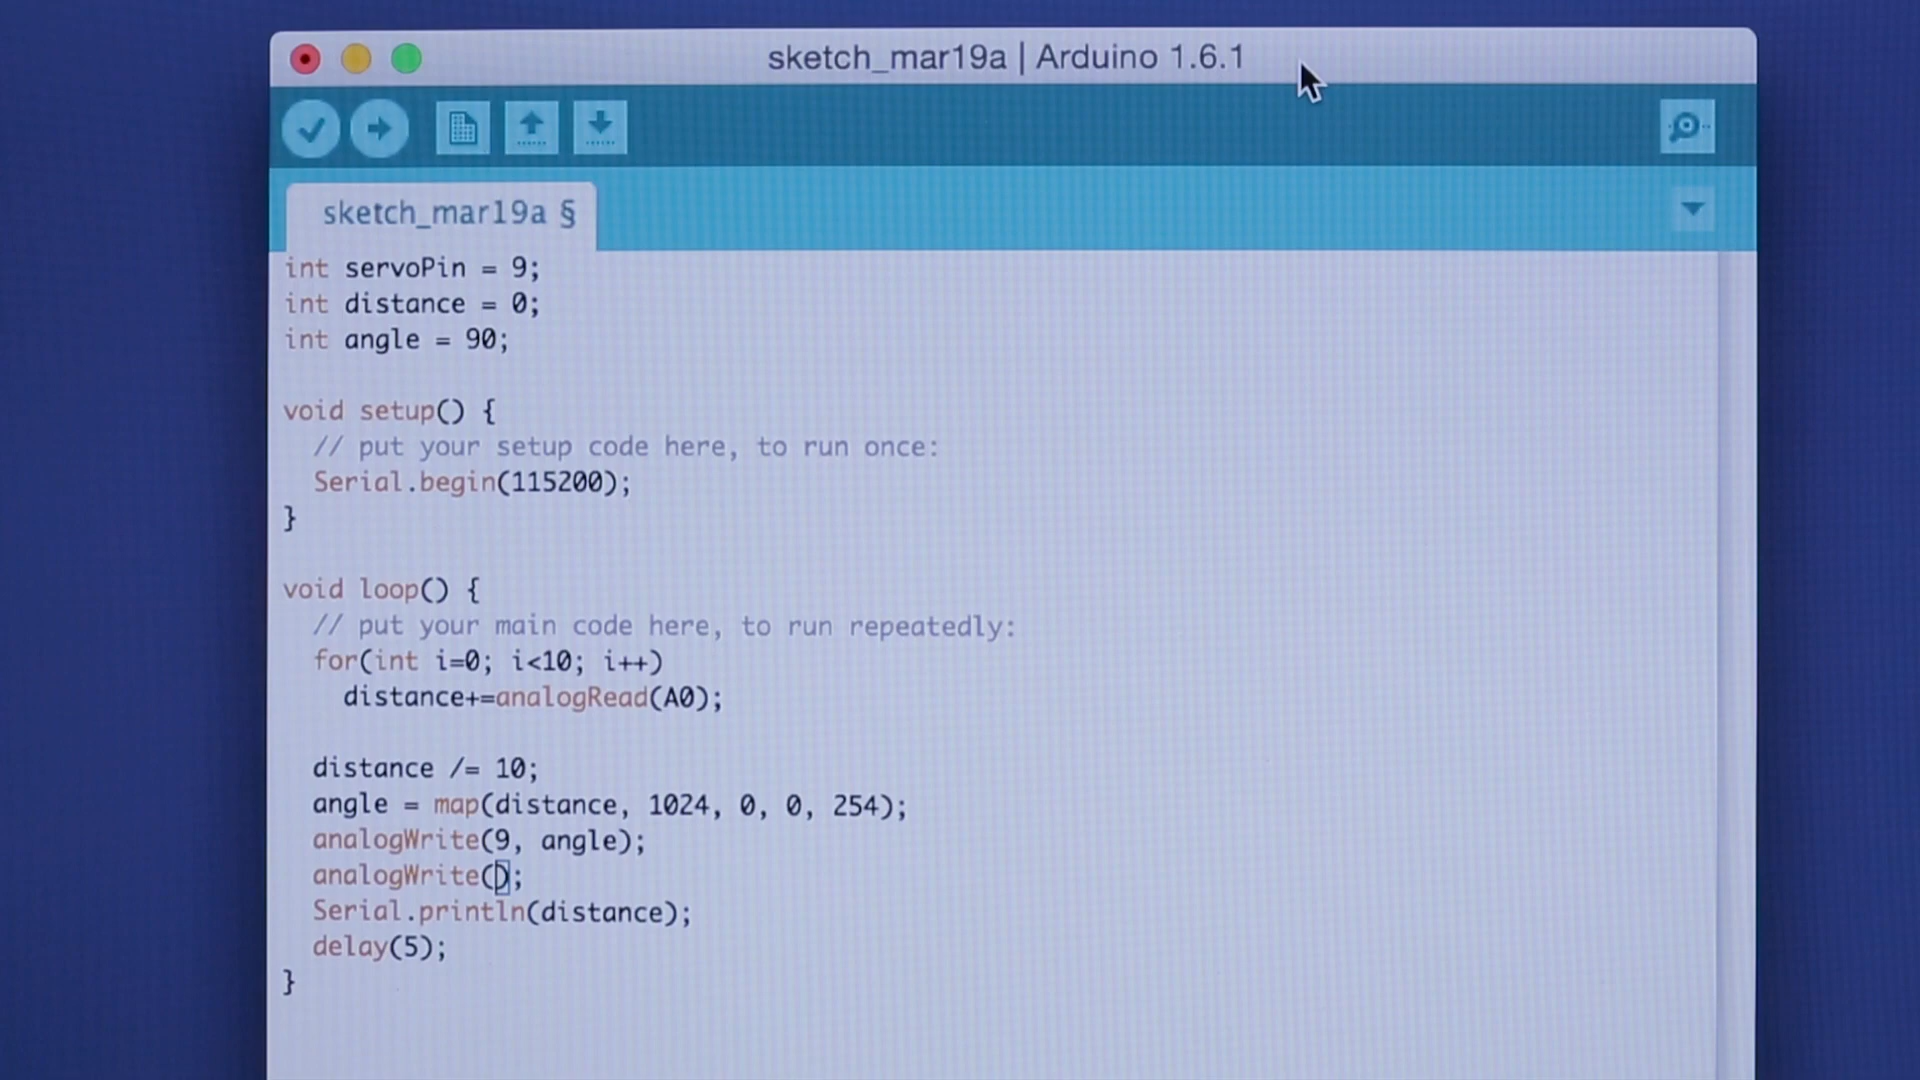 sketch_mar19a | Arduino 1.6.1
sketch_mar19a §
int servoPin = 9;
int distance = 0;
int angle = 90;
void setup() {
// put your setup code here, to run once:
Serial.begin(115200);
}
void loop() {
// put your main code here, to run repeatedly:
for(int i=0; i<10; i++)
distance+=analogRead(A0);
distance /= 10;
angle = map(distance, 1024, 0, 0, 254);
analogWrite(9, angle);
analogWrite();
Serial.println(distance);
delay(5);
}